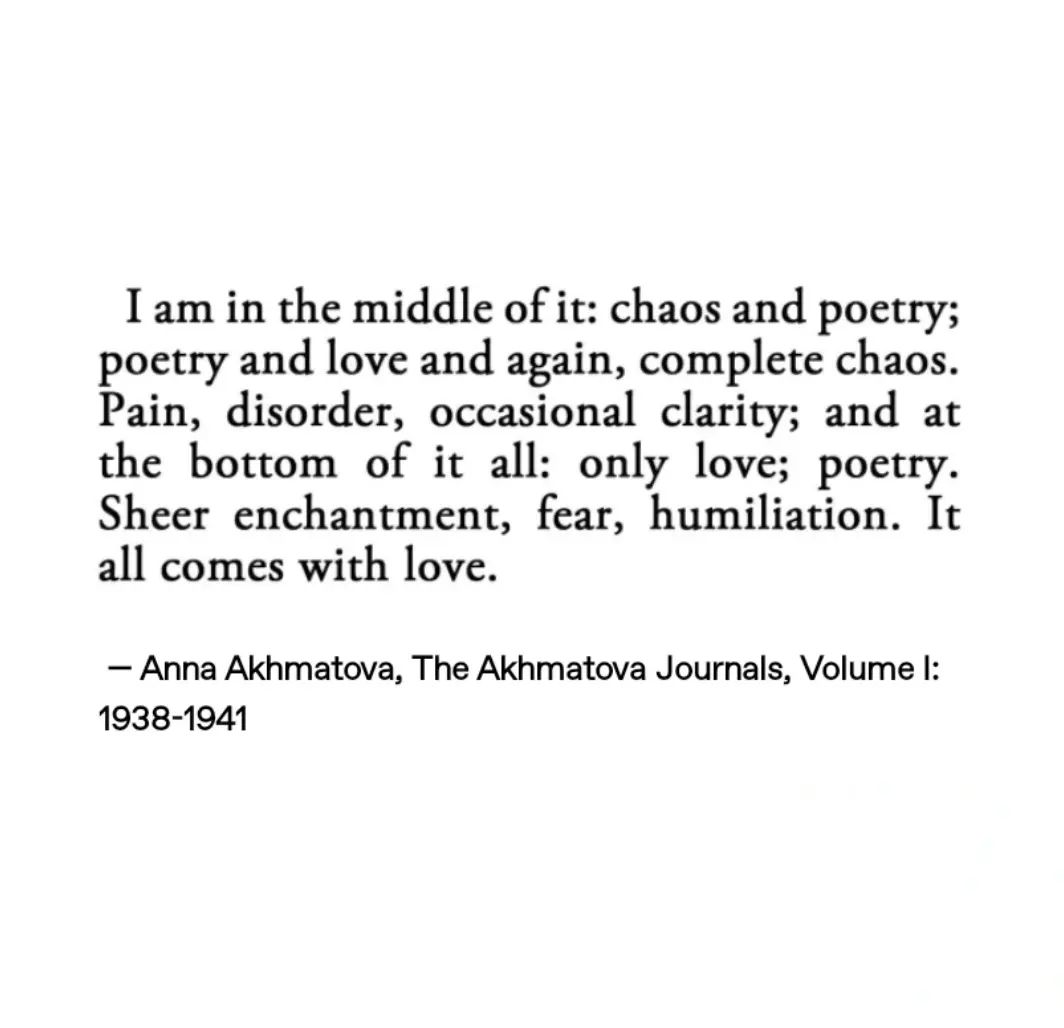 I am in the middle of it: chaos and poetry;
poetry and love and again, complete chaos.
Pain, disorder, occasional clarity; and at
the bottom of it all: only love; poetry.
Sheer enchantment, fear, humiliation. It
all comes with love.
— Anna Akhmatova, The Akhmatova Journals, Volume I:
1938-1941